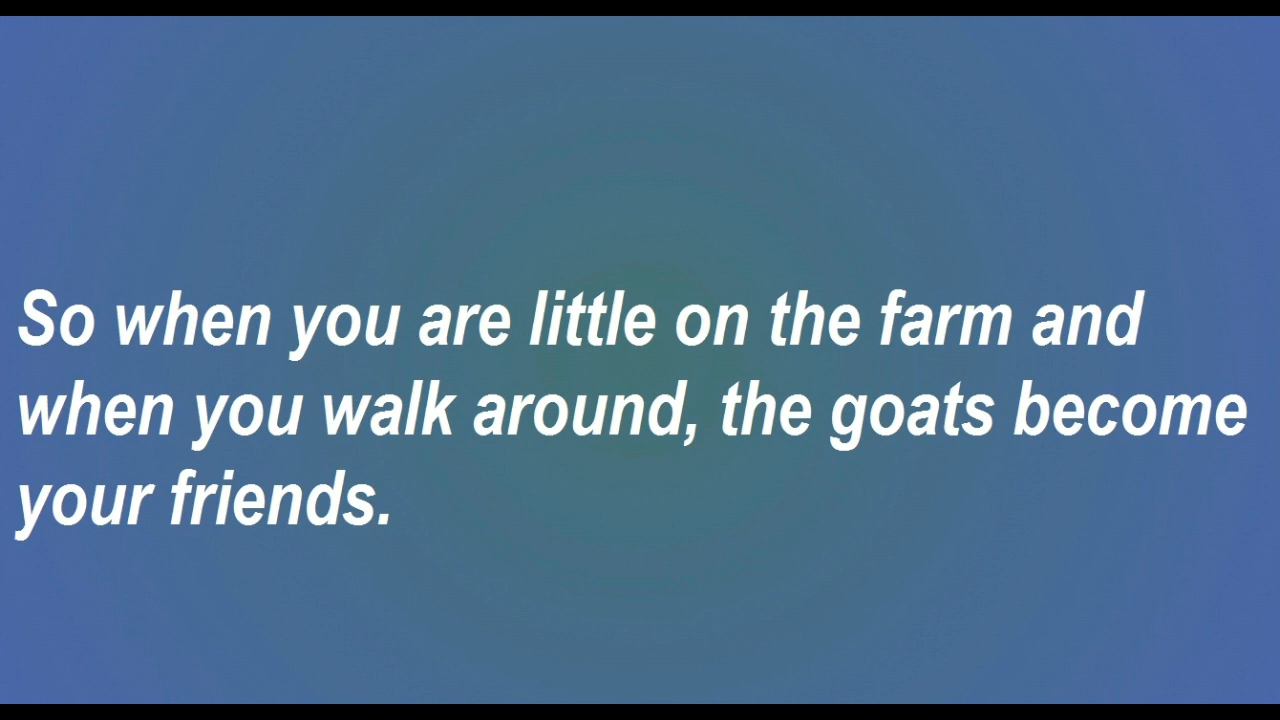 So when you are little on the farm and
when you walk around, the goats become
your friends.